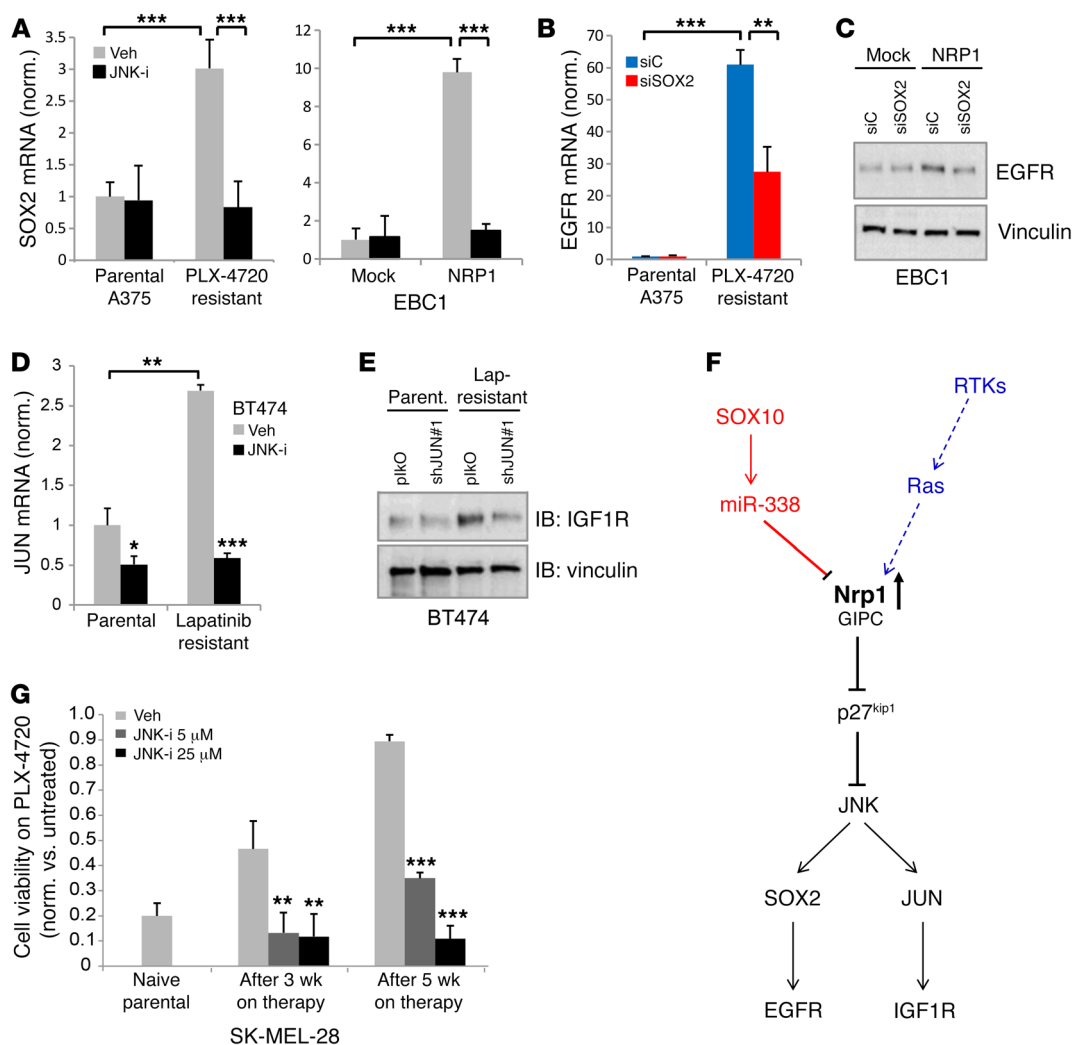 A
*** ***
Veh
JNK-i
SOX2 mRNA (norm.)
3.5
3
2.5
2
1.5
1
0.5
0
Parental
A375
PLX-4720
resistant
*** ***
12
10
8
6
4
2
0
Mock
NRP1
EBC1
B
*** **
siC
siSOX2
EGFR mRNA (norm.)
70
60
50
40
30
20
10
0
Parental
A375
PLX-4720
resistant
C
Mock NRP1
siC
siSOX2
siC
siSOX2
EGFR
Vinculin
EBC1
D
**
BT474
Veh
JNK-i
JUN mRNA (norm.)
3
2.5
2
1.5
1
0.5
0
*
***
Parental
Lapatinib
resistant
E
Parent.
Lap-
resistant
plkO
shJUN#1
plkO
shJUN#1
IB: IGF1R
IB: vinculin
BT474
F
RTKs
SOX10
Ras
miR-338
Nrp1
GIPC
p27kip1
JNK
SOX2 JUN
EGFR IGF1R
G
Veh
JNK-i 5 μM
JNK-i 25 μM
Cell viability on PLX-4720
(norm. vs. untreated)
1.0
0.9
0.8
0.7
0.6
0.5
0.4
0.3
0.2
0.1
0
** **
***
***
Naive
parental
After 3 wk
on therapy
After 5 wk
on therapy
SK-MEL-28